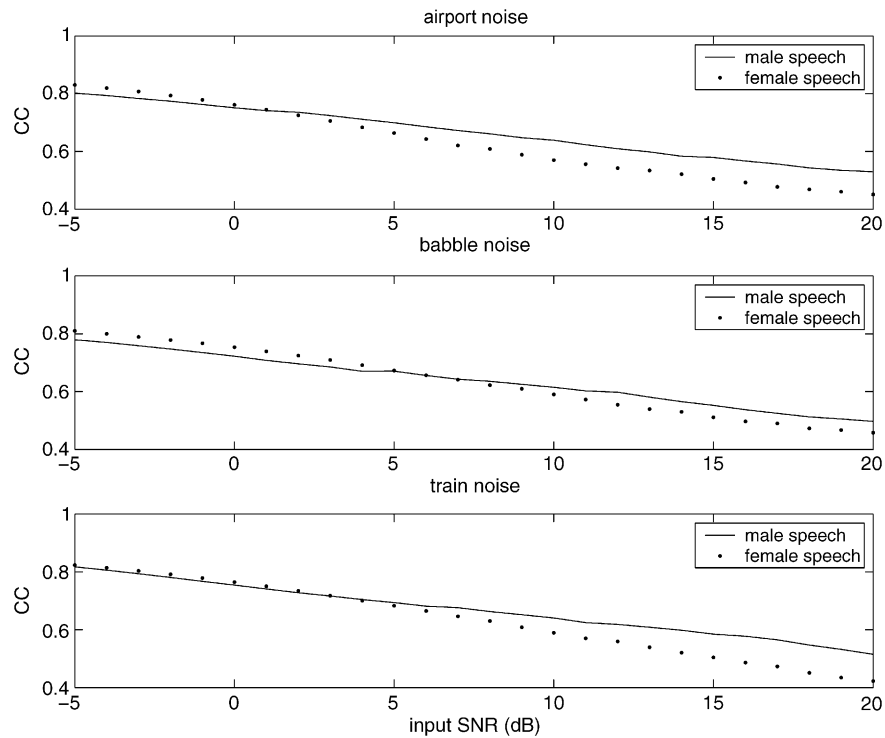 airport noise
1
0.8
CC
0.6
0.4
male speech
female speech
−5 0 5 10 15 20
babble noise
1
0.8
CC
0.6
0.4
male speech
female speech
−5 0 5 10 15 20
train noise
1
0.8
CC
0.6
0.4
male speech
female speech
−5 0 5 10 15 20
input SNR (dB)